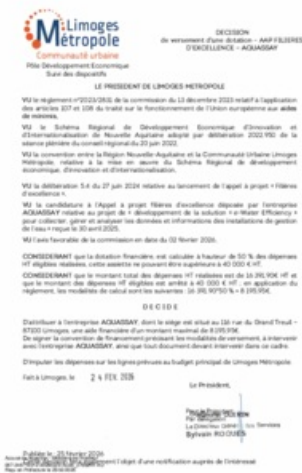 Limoges
Métropole
Communauté urbaine
Pôle Développement Economique
Suivi des dispositifs
DECISION
de versement d'une dotation - AAP FILIERES
D'EXCELLENCE - AQUASSAY
LE PRESIDENT DE LIMOGES METROPOLE
VU le règlement n°2023/2831 de la commission du 13 décembre 2023 relatif à l'application
des articles 107 et 108 du traité sur le fonctionnement de l'Union européenne aux aides
de minimis,
VU le Schéma Régional de Développement Economique d'Innovation et
d'Internationalisation de Nouvelle Aquitaine adopté par délibération 2022.950 de la
séance plénière du conseil régional du 20 juin 2022.
VU la convention entre la Région Nouvelle-Aquitaine et la Communauté Urbaine Limoges
Métropole, relative à la mise en œuvre du Schéma Régional de développement
économique, d'innovation et d'internationalisation.
VU la délibération 5.4 du 27 juin 2024 relative au lancement de l'appel à projet « filières
d'excellence ».
VU la candidature à l'Appel à projet filières d'excellence déposée par l'entreprise
AQUASSAY relative au projet de « développement de la solution « e-Water Efficiency »
pour collecter, gérer et analyser les données et informations des installations de gestion
de l'eau » reçue le 30 avril 2025.
VU l'avis favorable de la commission en date du 02 février 2026.
CONSIDERANT que la dotation financière, est calculée à hauteur de 50 % des dépenses
HT réalisées, cette assiette ne pouvant être supérieure à 40 000 € HT.
CONSIDERANT que le montant total des dépenses HT réalisées est de 16 391,90€ HT et
que le montant des dépenses HT éligibles est arrêté à 40 000 € HT, en application du
règlement, les modalités de calcul sont les suivantes : 16 391,90*50 % = 8 195,95€.
DECIDE
D'attribuer à l'entreprise AQUASSAY, dont le siège est situé au 116 rue du Grand Treuil -
87100 Limoges, une aide financière d'un montant maximal de 8 195,95€.
De signer la convention de financement précisant les modalités de versement, à intervenir
avec l'entreprise AQUASSAY, ainsi que tout document devant intervenir dans ce cadre.
D'imputer les dépenses sur les lignes prévues au budget principal de Limoges Métropole.
Fait à Limoges, le 24 FEV. 2026
Le Président,
Par délégation
Le Directeur Général des Services
Sylvain ROQUES
Publiée le : 25 février 2026
l'objet d'une notification auprès de l'intéressé